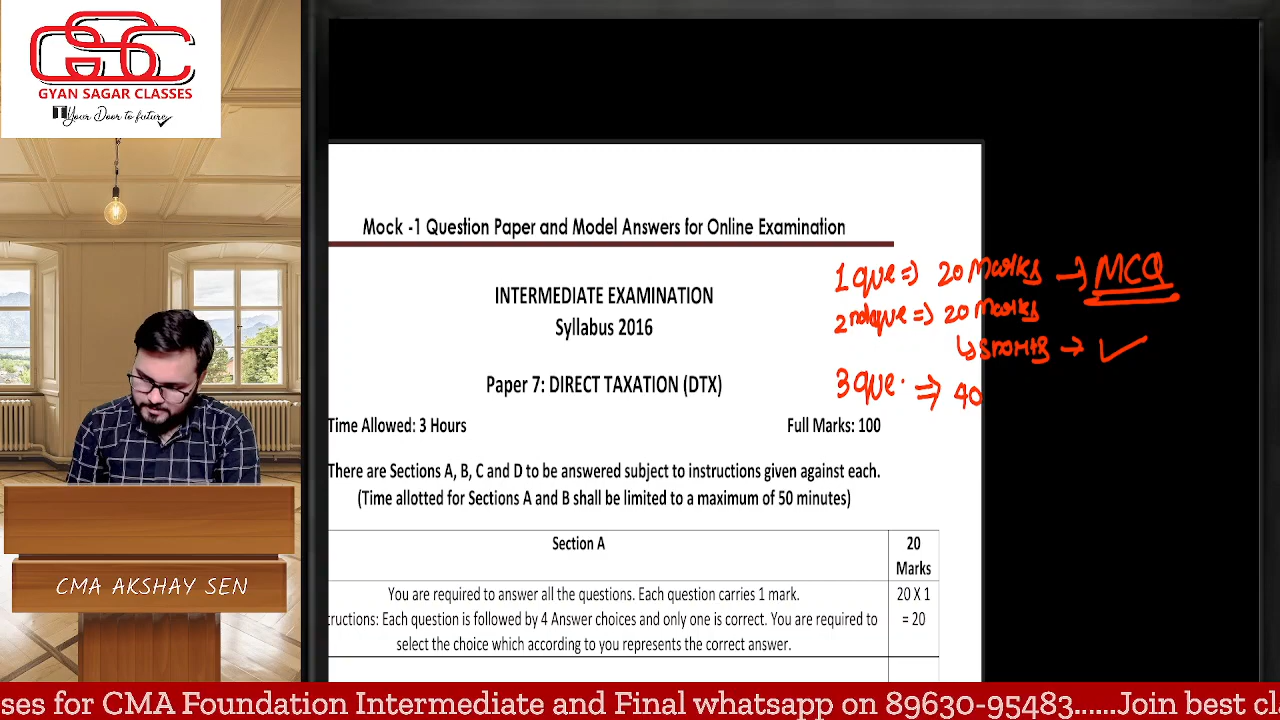 GSC
GYAN SAGAR CLASSES
Your Door to future
Mock -1 Question Paper and Model Answers for Online Examination
INTERMEDIATE EXAMINATION
Syllabus 2016
Paper 7: DIRECT TAXATION (DTX)
Time Allowed: 3 Hours
Full Marks: 100
There are Sections A, B, C and D to be answered subject to instructions given against each.
(Time allotted for Sections A and B shall be limited to a maximum of 50 minutes)
Section A
20
Marks
You are required to answer all the questions. Each question carries 1 mark.
20 X 1
tructions: Each question is followed by 4 Answer choices and only one is correct. You are required to
= 20
select the choice which according to you represents the correct answer.
1 que => 20 Marks → MCQ
2nd que => 20 Marks
→ ✓
3 que. => 40
CMA AKSHAY SEN
ses for CMA Foundation Intermediate and Final whatsapp on 89630-95483......Join best cla